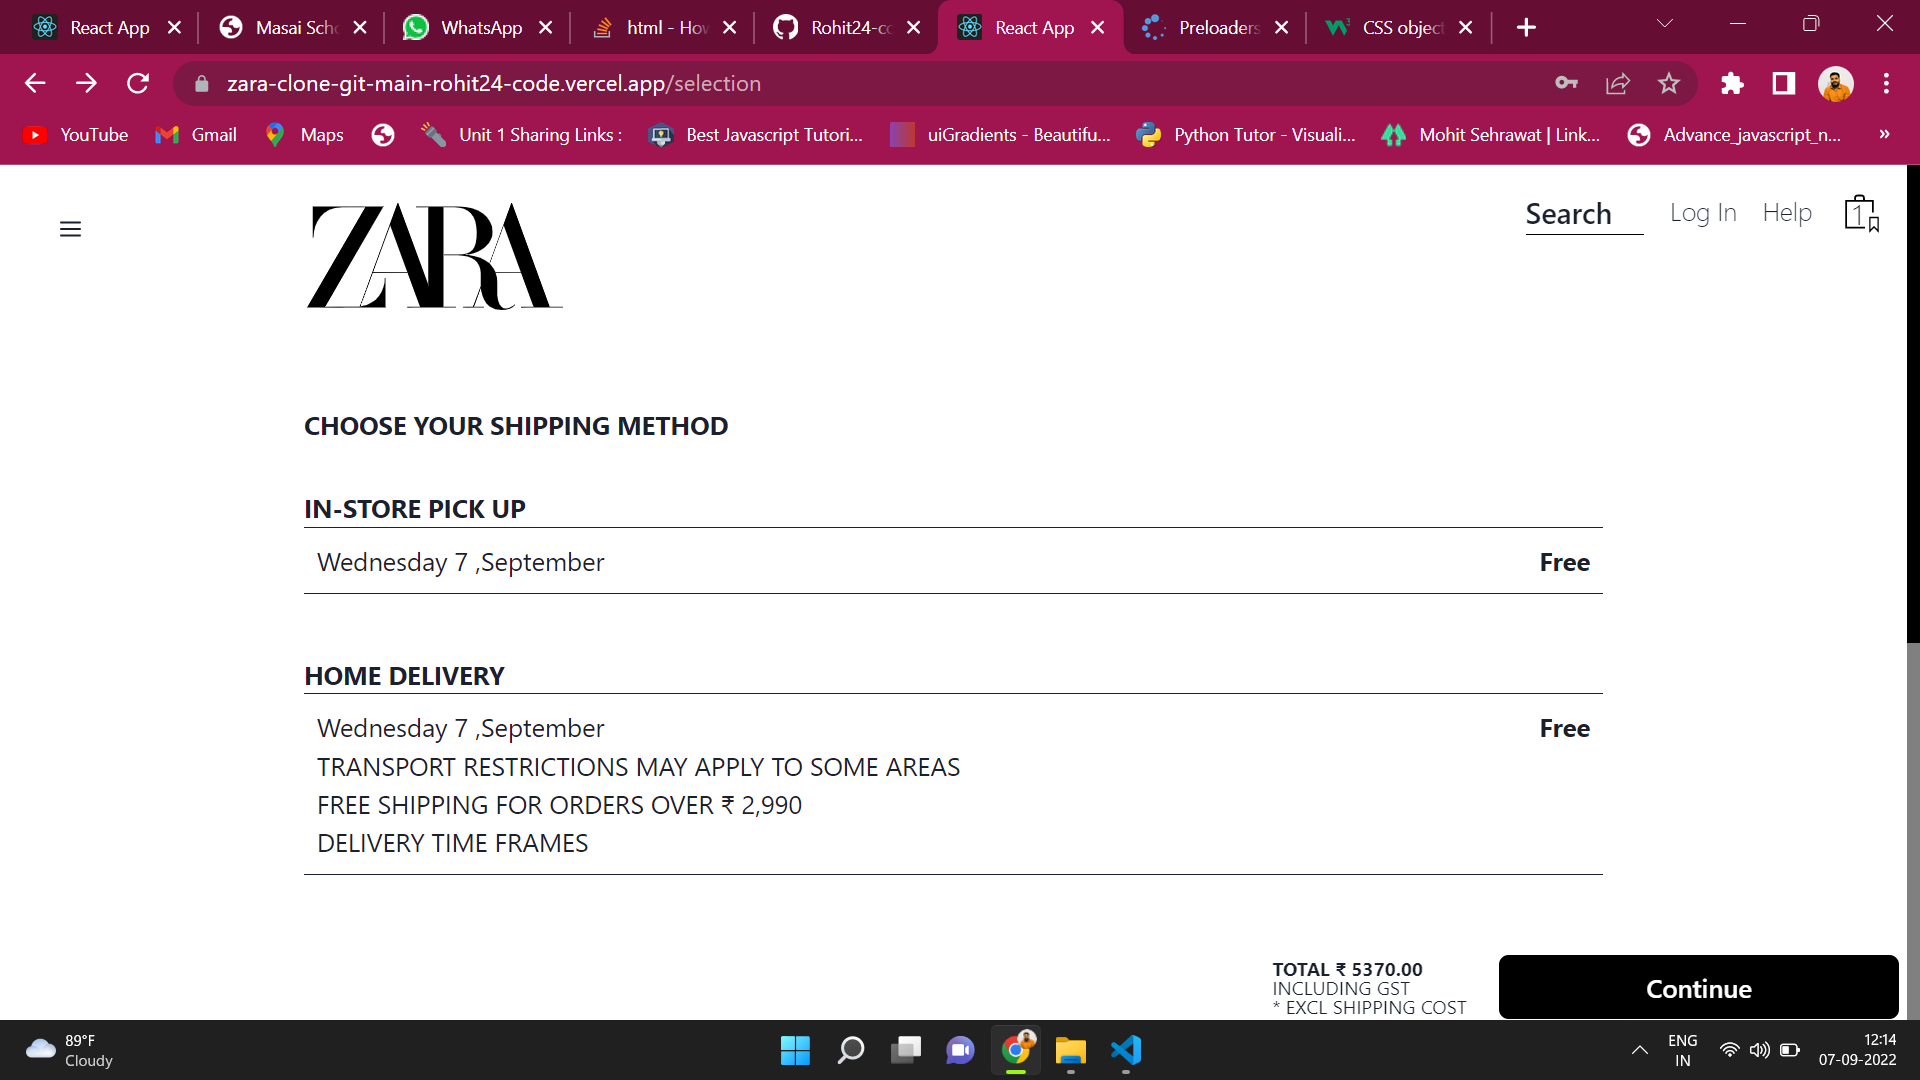 React App
Masai Sch
WhatsApp
html - How
Rohit24-co
React App
Preloaders
CSS object
zara-clone-git-main-rohit24-code.vercel.app/selection
YouTube
Gmail
Maps
Unit 1 Sharing Links :
Best Javascript Tutori...
uiGradients - Beautifu...
Python Tutor - Visuali...
Mohit Sehrawat | Link...
Advance_javascript_n...
»
ZARA
Search
Log In
Help
1
CHOOSE YOUR SHIPPING METHOD
IN-STORE PICK UP
Wednesday 7 ,September
Free
HOME DELIVERY
Wednesday 7 ,September
Free
TRANSPORT RESTRICTIONS MAY APPLY TO SOME AREAS
FREE SHIPPING FOR ORDERS OVER ₹ 2,990
DELIVERY TIME FRAMES
TOTAL ₹ 5370.00
INCLUDING GST
* EXCL SHIPPING COST
Continue
89°F
Cloudy
ENG
IN
12:14
07-09-2022